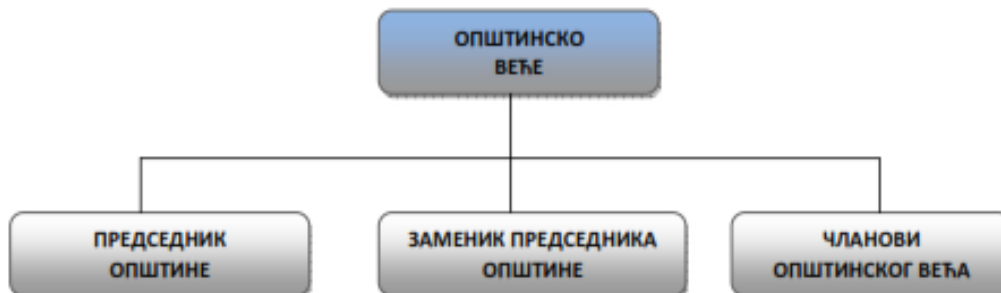 ОПШТИНСКО
ВЕЋЕ
ПРЕДСЕДНИК
ОПШТИНЕ
ЗАМЕНИК ПРЕДСЕДНИКА
ОПШТИНЕ
ЧЛАНОВИ
ОПШТИНСКОГ ВЕЋА